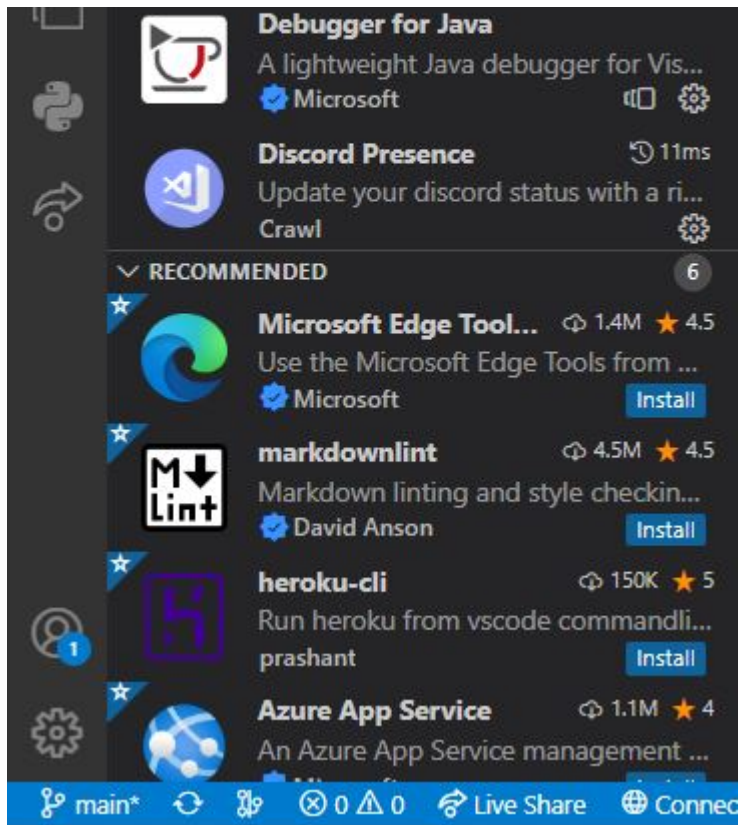 Debugger for Java
A lightweight Java debugger for Vis...
Microsoft
Discord Presence 11ms
Update your discord status with a ri...
Crawl
RECOMMENDED 6
Microsoft Edge Tool... 1.4M 4.5
Use the Microsoft Edge Tools from ...
Microsoft Install
M
Lint
markdownlint 4.5M 4.5
Markdown linting and style checkin...
David Anson Install
heroku-cli 150K 5
Run heroku from vscode commandli...
prashant Install
1
Azure App Service 1.1M 4
An Azure App Service management ...
main* 0 0 Live Share Connec